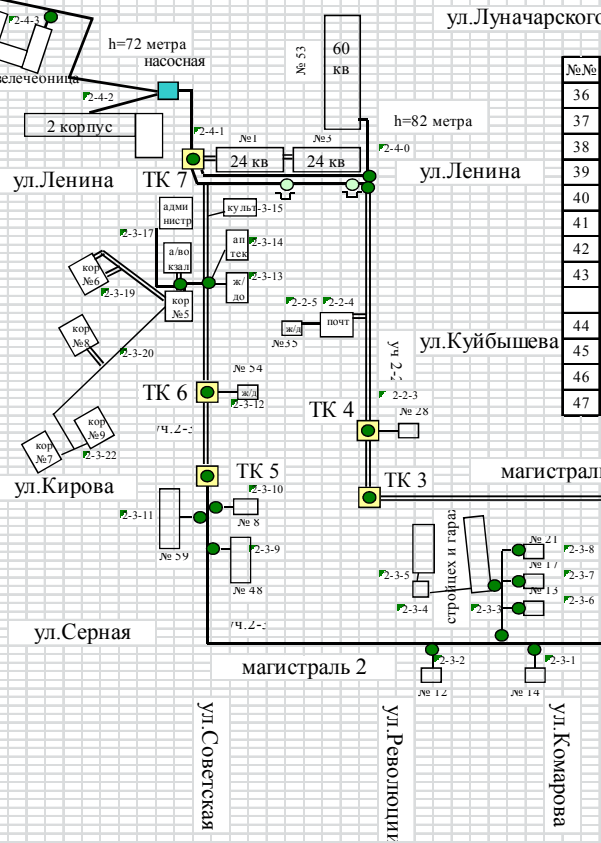 2-4-3
ул.Луначарского
h=72 метра
насосная
№ 53
60
кв
№№
36
37
38
39
40
41
42
43
44
45
46
47
2-4-2
2 корпус
2-4-1
h=82 метра
№1
№3
24 кв
24 кв
2-4-0
ул.Ленина
ТК 7
ул.Ленина
адми
нистр
культ
2-3-17
ап
тек
2-3-14
а/во
кзал
ж/
до
2-3-13
кор
№6
2-3-19
кор
№5
2-2-5
2-2-4
ж/д
почт
№35
кор
№8
2-3-20
ул.Куйбышева
№ 54
ТК 6
ж/д
2-3-12
2-2-3
ТК 4
№ 28
кор
№9
кор
№7
2-3-22
ТК 5
ТК 3
магистраль
ул.Кирова
2-3-10
2-3-11
№ 8
№ 59
2-3-9
№ 48
стройцех и гараж
№ 21
2-3-8
№ 17
2-3-7
№ 13
2-3-6
2-3-5
2-3-4
2-3-3
ул.Серная
магистраль 2
2-3-2
2-3-1
№ 12
№ 14
ул.Советская
ул.Революции
ул.Комарова